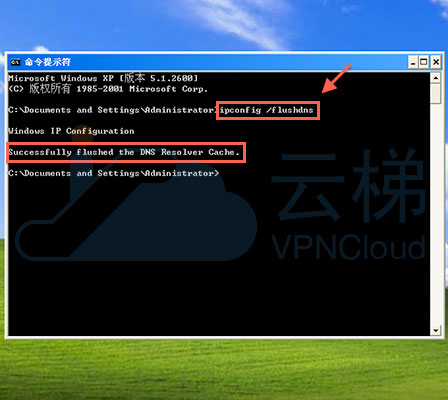 命令提示符
Microsoft Windows XP [版本 5.1.2600]
(C) 版权所有 1985-2001 Microsoft Corp.
C:\Documents and Settings\Administrator>ipconfig /flushdns
Windows IP Configuration
Successfully flushed the DNS Resolver Cache.
C:\Documents and Settings\Administrator>
云梯
VPNCloud